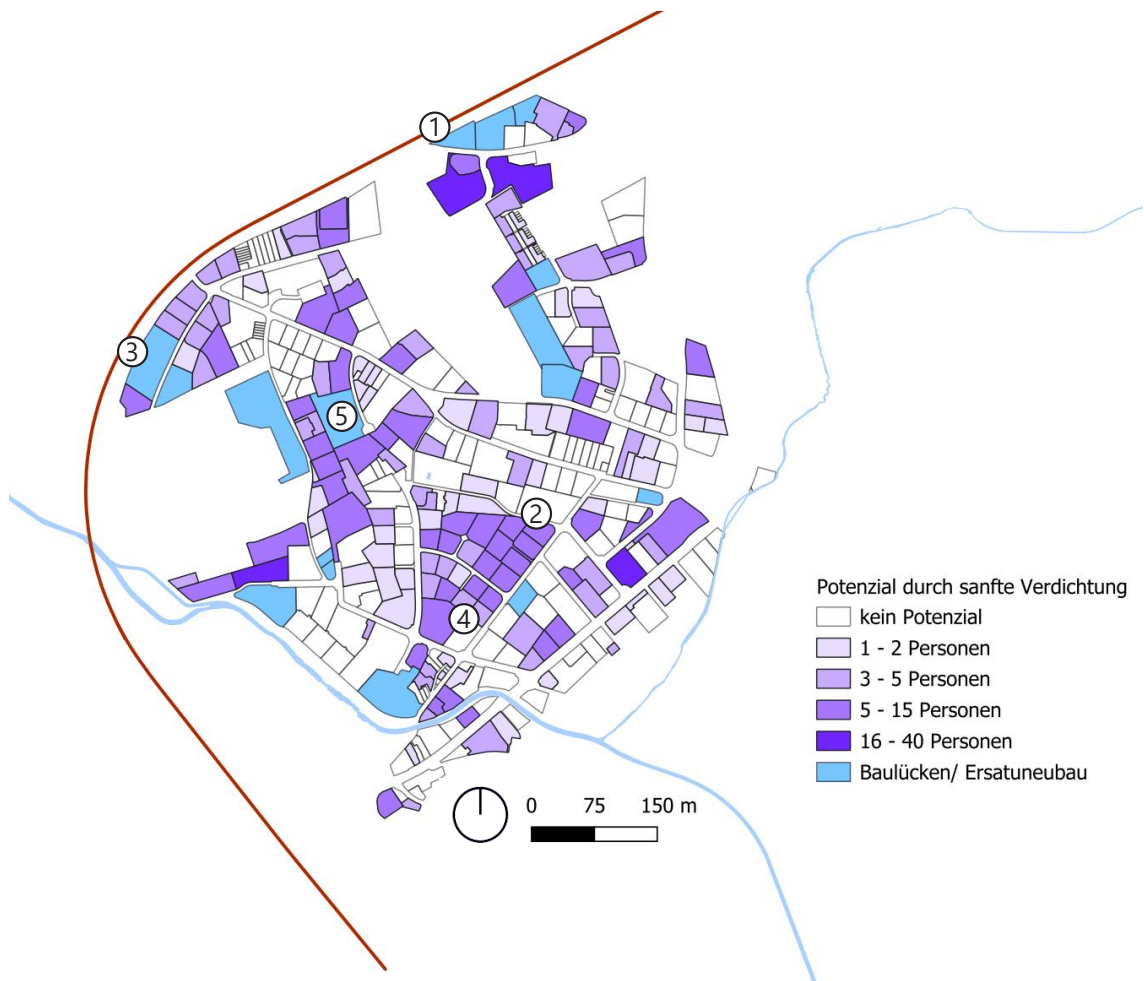 1
3
5
2
4
Potenzial durch sanfte Verdichtung
kein Potenzial
1 - 2 Personen
3 - 5 Personen
5 - 15 Personen
16 - 40 Personen
Baulücken/ Ersatuneubau
0 75 150 m